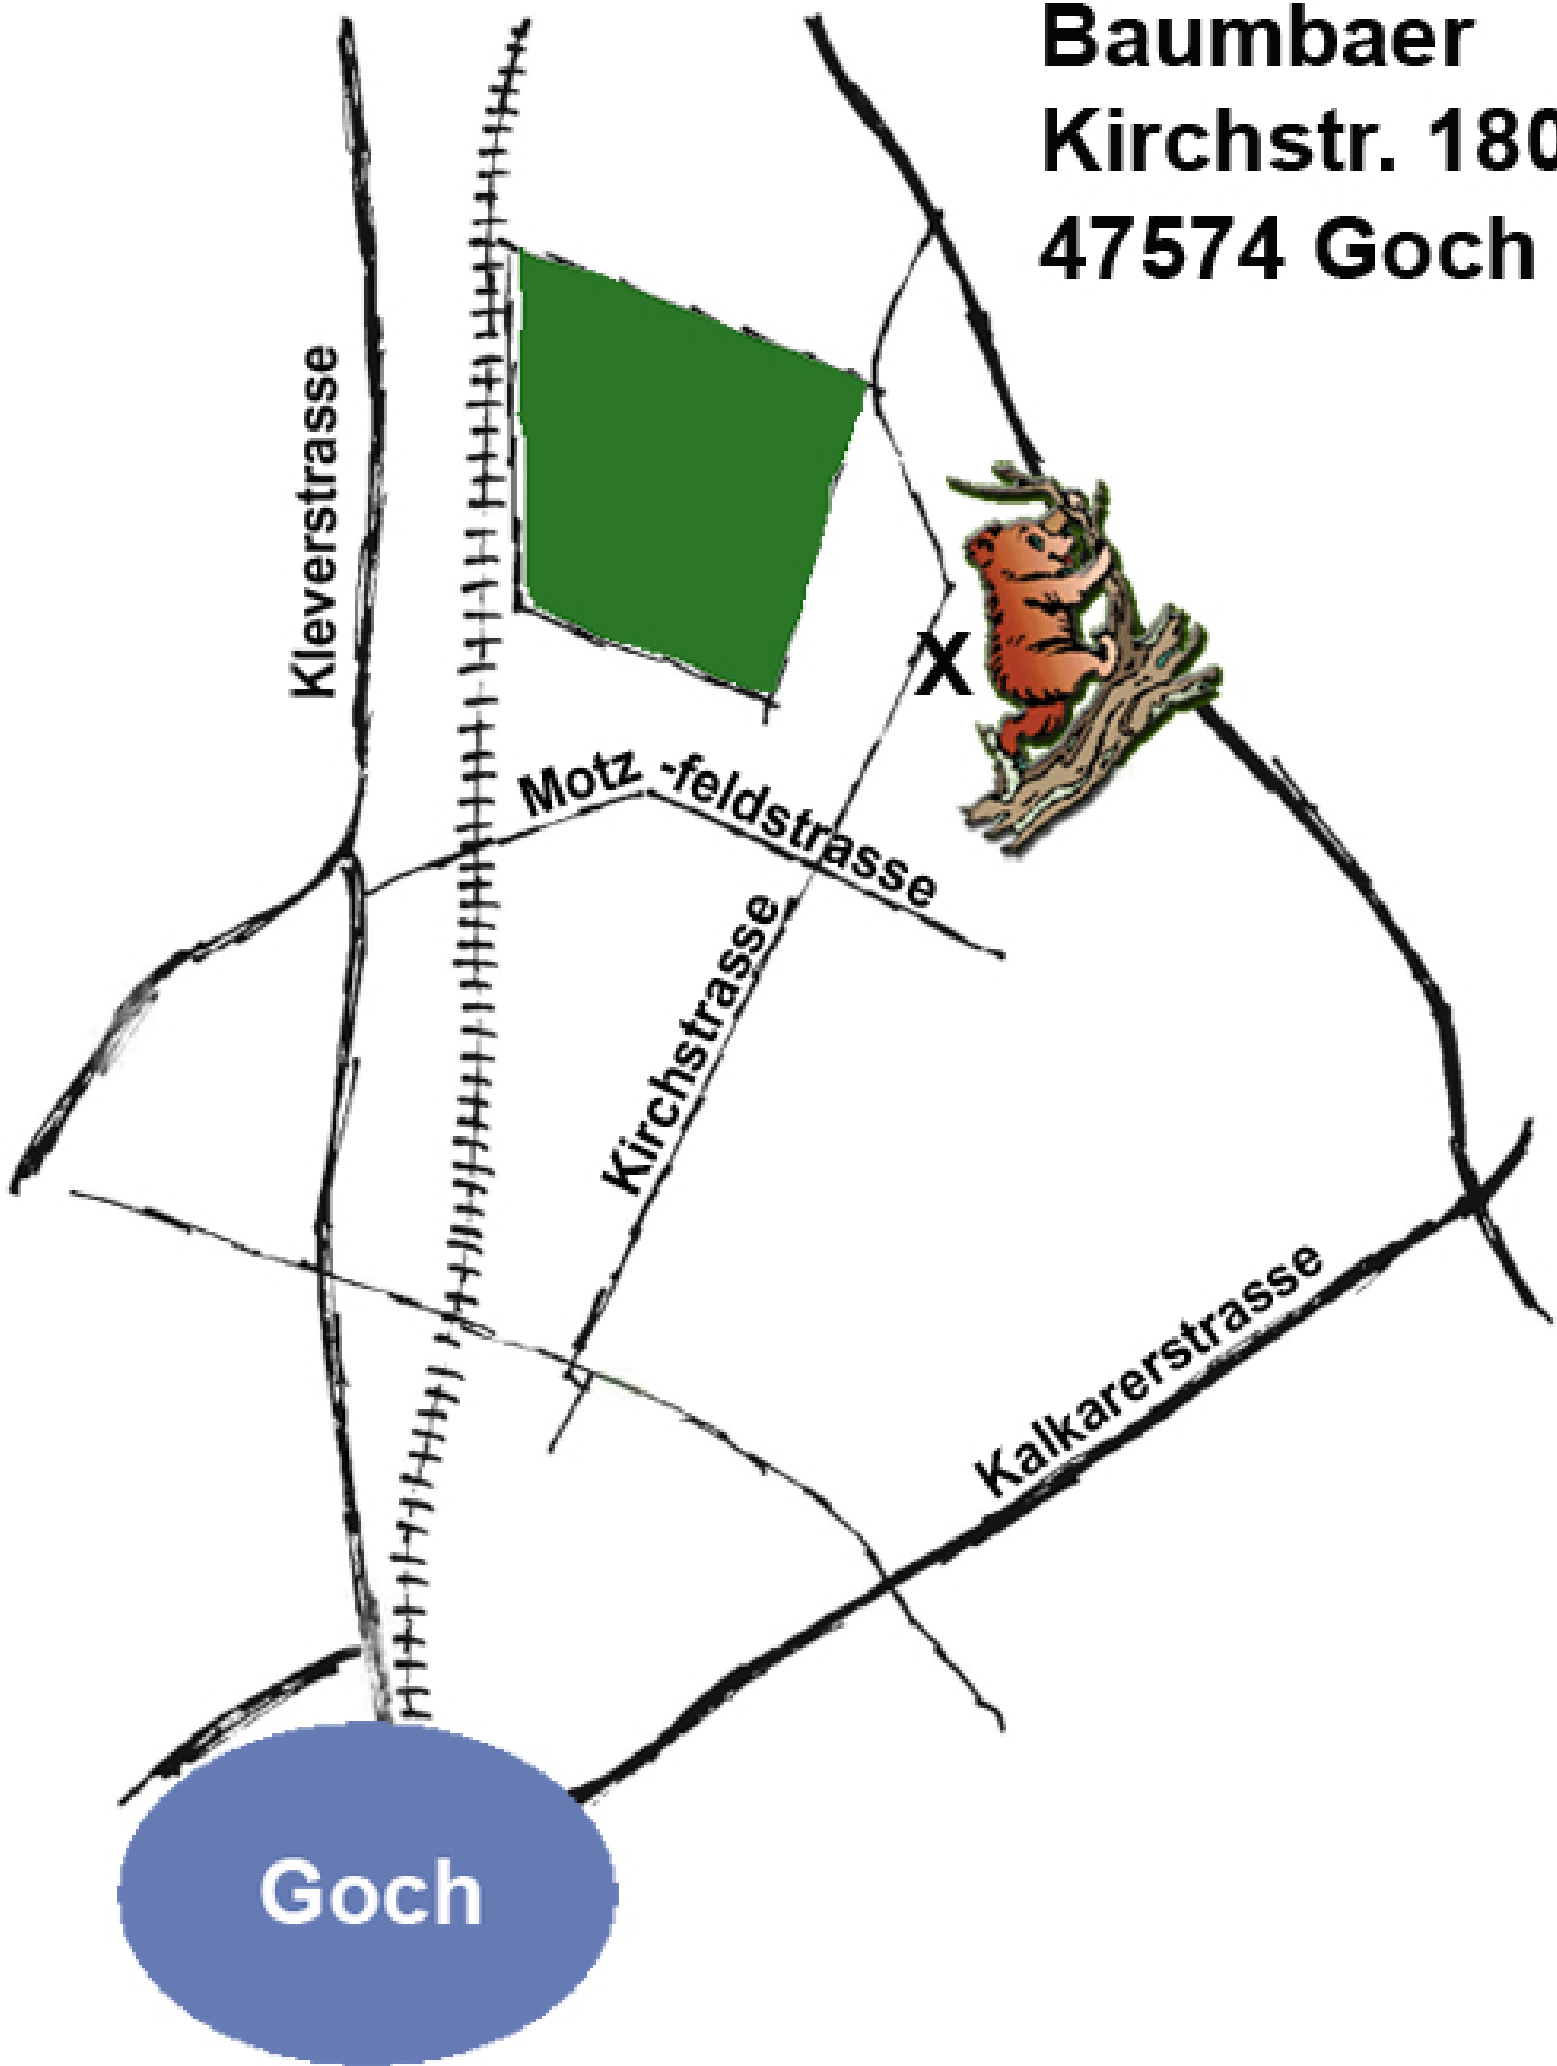 Baumbaer
Kirchstr. 180
47574 Goch
Kleverstrasse
X
Motz -feldstrasse
Kirchstrasse
Kalkarerstrasse
Goch